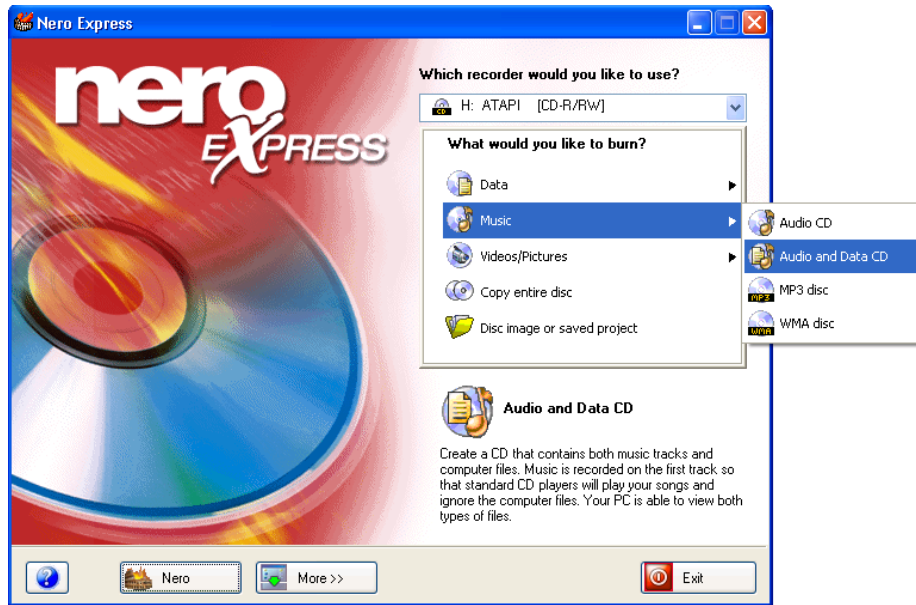 Nero Express
nero
EXPRESS
Which recorder would you like to use?
H: ATAPI [CD-R/RW]
What would you like to burn?
Data
Music
Videos/Pictures
Copy entire disc
Disc image or saved project
Audio CD
Audio and Data CD
MP3 disc
WMA disc
Audio and Data CD
Create a CD that contains both music tracks and
computer files. Music is recorded on the first track so
that standard CD players will play your songs and
ignore the computer files. Your PC is able to view both
types of files.
Nero
More >>
Exit